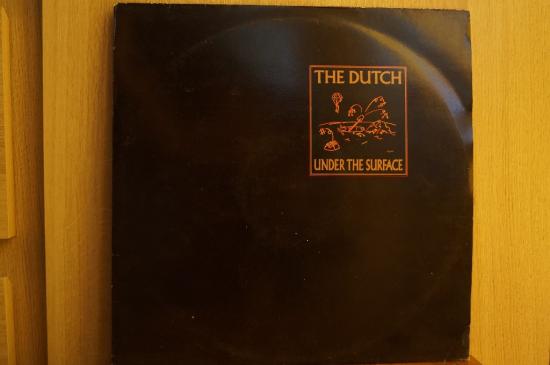 THE DUTCH
UNDER THE SURFACE